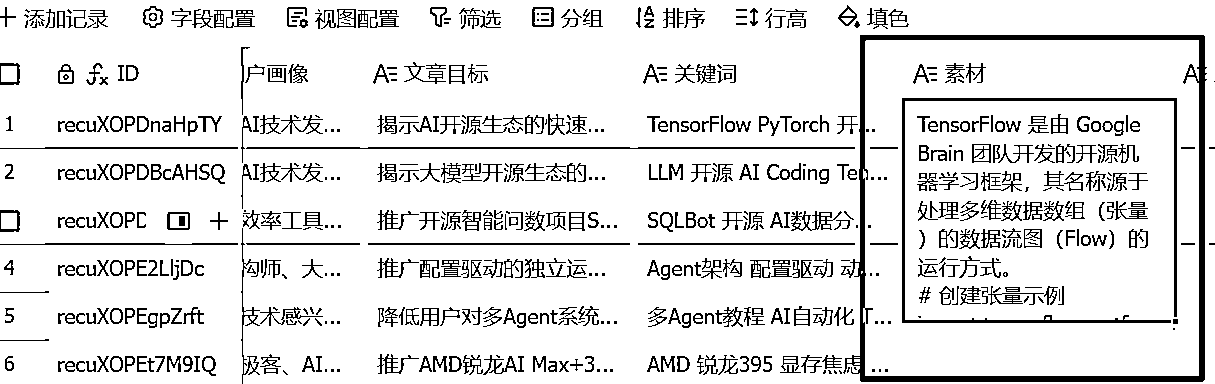 添加记录 字段配置 视图配置 筛选 分组 排序 行高 填色
ID 户画像 文章目标 关键词 素材
1 recuXOPDnaHpTY AI技术发... 揭示AI开源生态的快速... TensorFlow PyTorch 开...
2 recuXOPDBcAHSQ AI技术发... 揭示大模型开源生态的... LLM 开源 AI Coding Ten...
recuXOPD 效率工具... 推广开源智能问数项目S... SQLBot 开源 AI数据分...
4 recuXOPE2LljDc 构师、大... 推广配置驱动的独立运... Agent架构 配置驱动 动...
5 recuXOPEgpZrft 技术感兴... 降低用户对多Agent系统... 多Agent教程 AI自动化 T...
6 recuXOPEt7M9IQ 极客、AI... 推广AMD锐龙AI Max+3... AMD 锐龙395 显存焦虑 ...
TensorFlow 是由 Google
Brain 团队开发的开源机
器学习框架，其名称源于
处理多维数据数组（张量
）的数据流图（Flow）的
运行方式。
# 创建张量示例